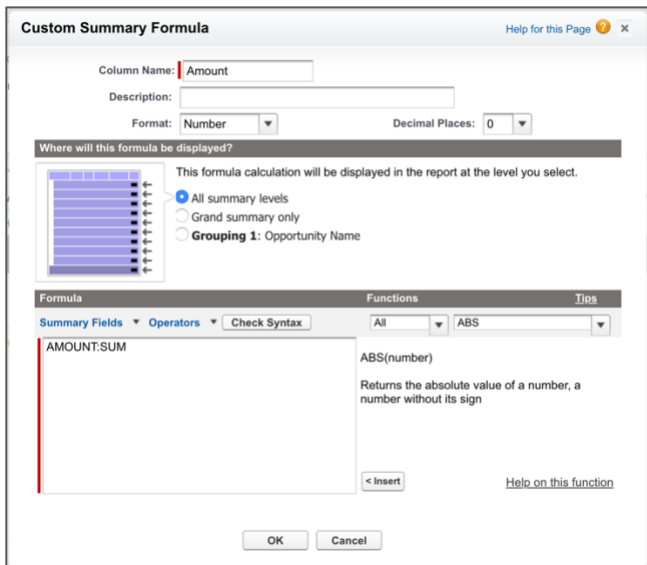 Custom Summary Formula
Help for this Page ?
Column Name: Amount
Description:
Format: Number Decimal Places: 0
Where will this formula be displayed?
This formula calculation will be displayed in the report at the level you select.
All summary levels
Grand summary only
Grouping 1: Opportunity Name
Formula Functions Tips
Summary Fields Operators Check Syntax All ABS
AMOUNT:SUM
ABS(number)
Returns the absolute value of a number, a
number without its sign
< Insert Help on this function
OK Cancel